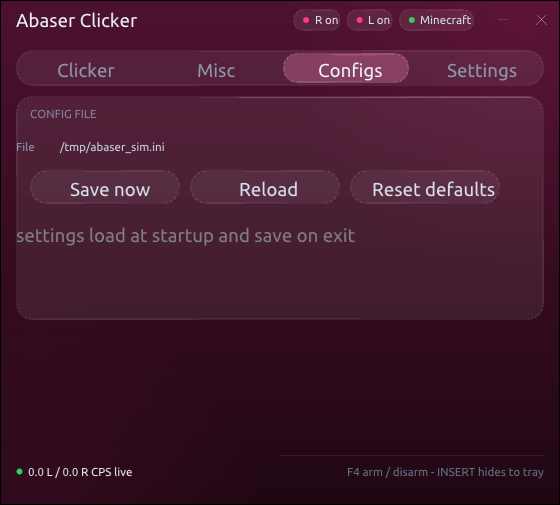 Abaser Clicker
R on
L on
Minecraft
Clicker
Misc
Configs
Settings
CONFIG FILE
File /tmp/abaser_sim.ini
Save now
Reload
Reset defaults
settings load at startup and save on exit
0.0 L / 0.0 R CPS live
F4 arm / disarm - INSERT hides to tray